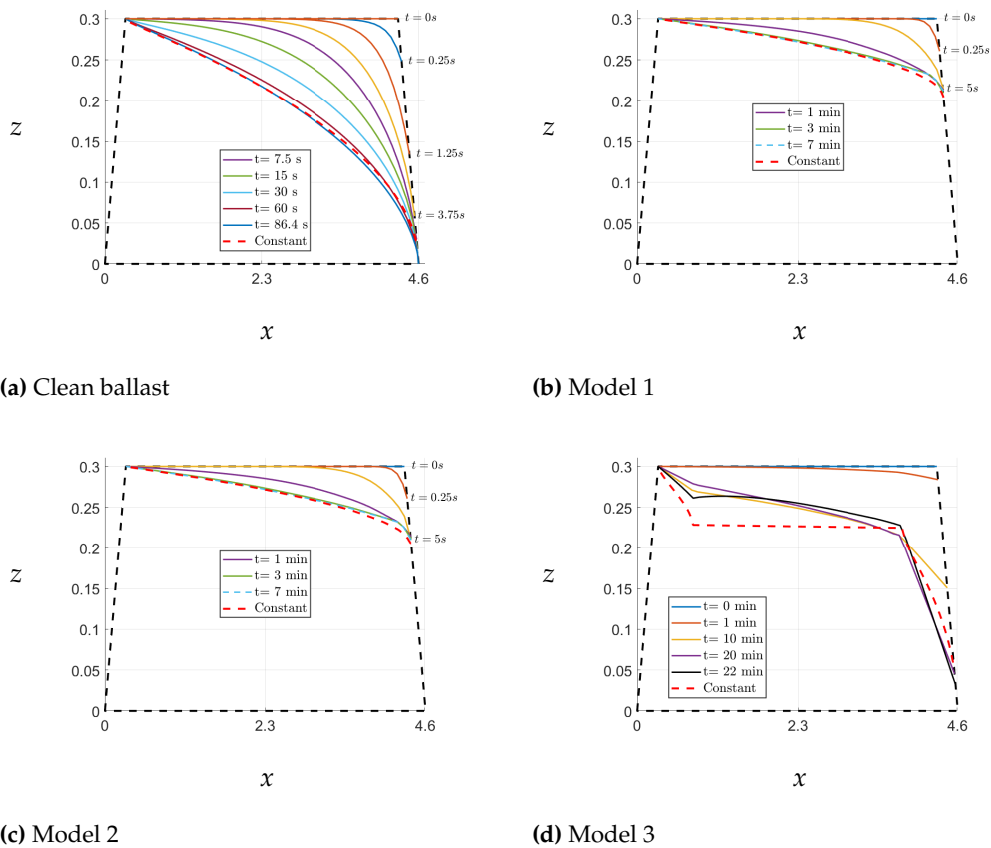 0.3
0.25
0.2
0.15
0.1
0.05
0
z
0 2.3 4.6
x
t = 0s
t = 0.25s
t = 1.25s
t = 3.75s
t= 7.5 s
t= 15 s
t= 30 s
t= 60 s
t= 86.4 s
Constant
(a) Clean ballast
0.3
0.25
0.2
0.15
0.1
0.05
0
z
0 2.3 4.6
x
t = 0s
t = 0.25s
t = 5s
t= 1 min
t= 3 min
t= 7 min
Constant
(b) Model 1
0.3
0.25
0.2
0.15
0.1
0.05
0
z
0 2.3 4.6
x
t = 0s
t = 0.25s
t = 5s
t= 1 min
t= 3 min
t= 7 min
Constant
(c) Model 2
0.3
0.25
0.2
0.15
0.1
0.05
0
z
0 2.3 4.6
x
t= 0 min
t= 1 min
t= 10 min
t= 20 min
t= 22 min
Constant
(d) Model 3